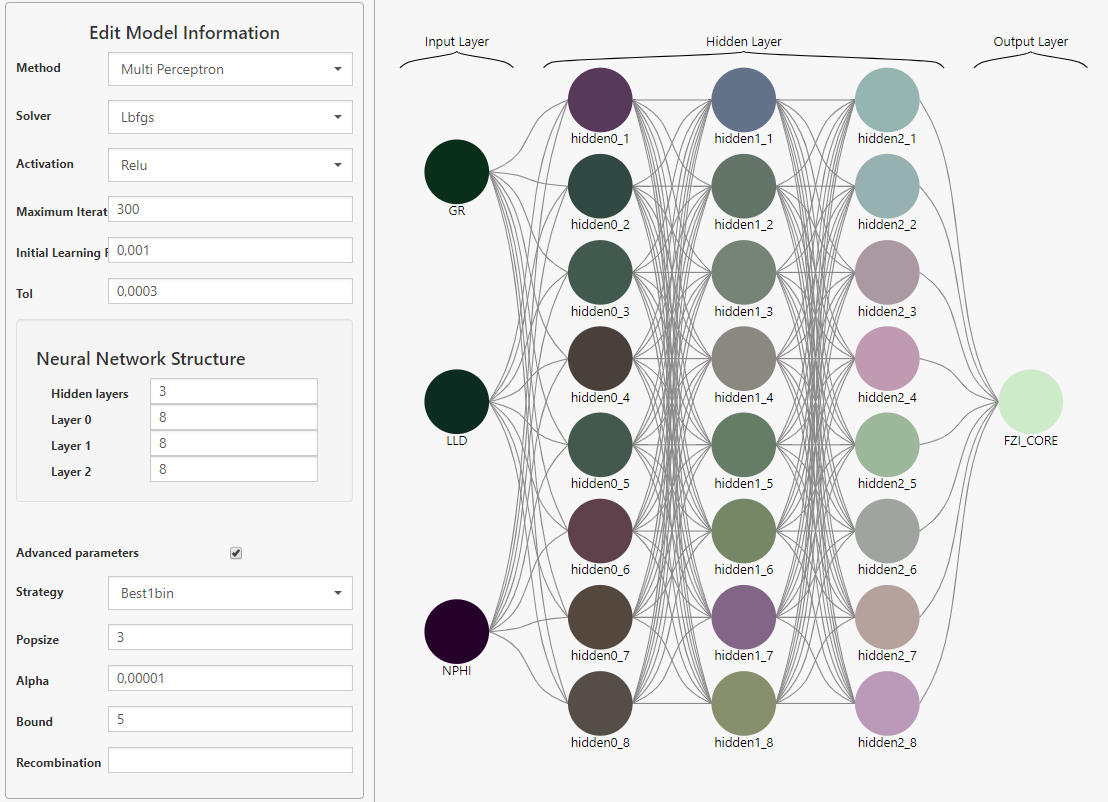 Edit Model Information
Method Multi Perceptron
Solver Lbfgs
Activation Relu
Maximum Iterat 300
Initial Learning F 0,001
Tol 0,0003
Neural Network Structure
Hidden layers 3
Layer 0 8
Layer 1 8
Layer 2 8
Advanced parameters
Strategy Best1bin
Popsize 3
Alpha 0,00001
Bound 5
Recombination
Input Layer
Hidden Layer
Output Layer
GR
LLD
NPHI
hidden0_1
hidden0_2
hidden0_3
hidden0_4
hidden0_5
hidden0_6
hidden0_7
hidden0_8
hidden1_1
hidden1_2
hidden1_3
hidden1_4
hidden1_5
hidden1_6
hidden1_7
hidden1_8
hidden2_1
hidden2_2
hidden2_3
hidden2_4
hidden2_5
hidden2_6
hidden2_7
hidden2_8
FZI_CORE